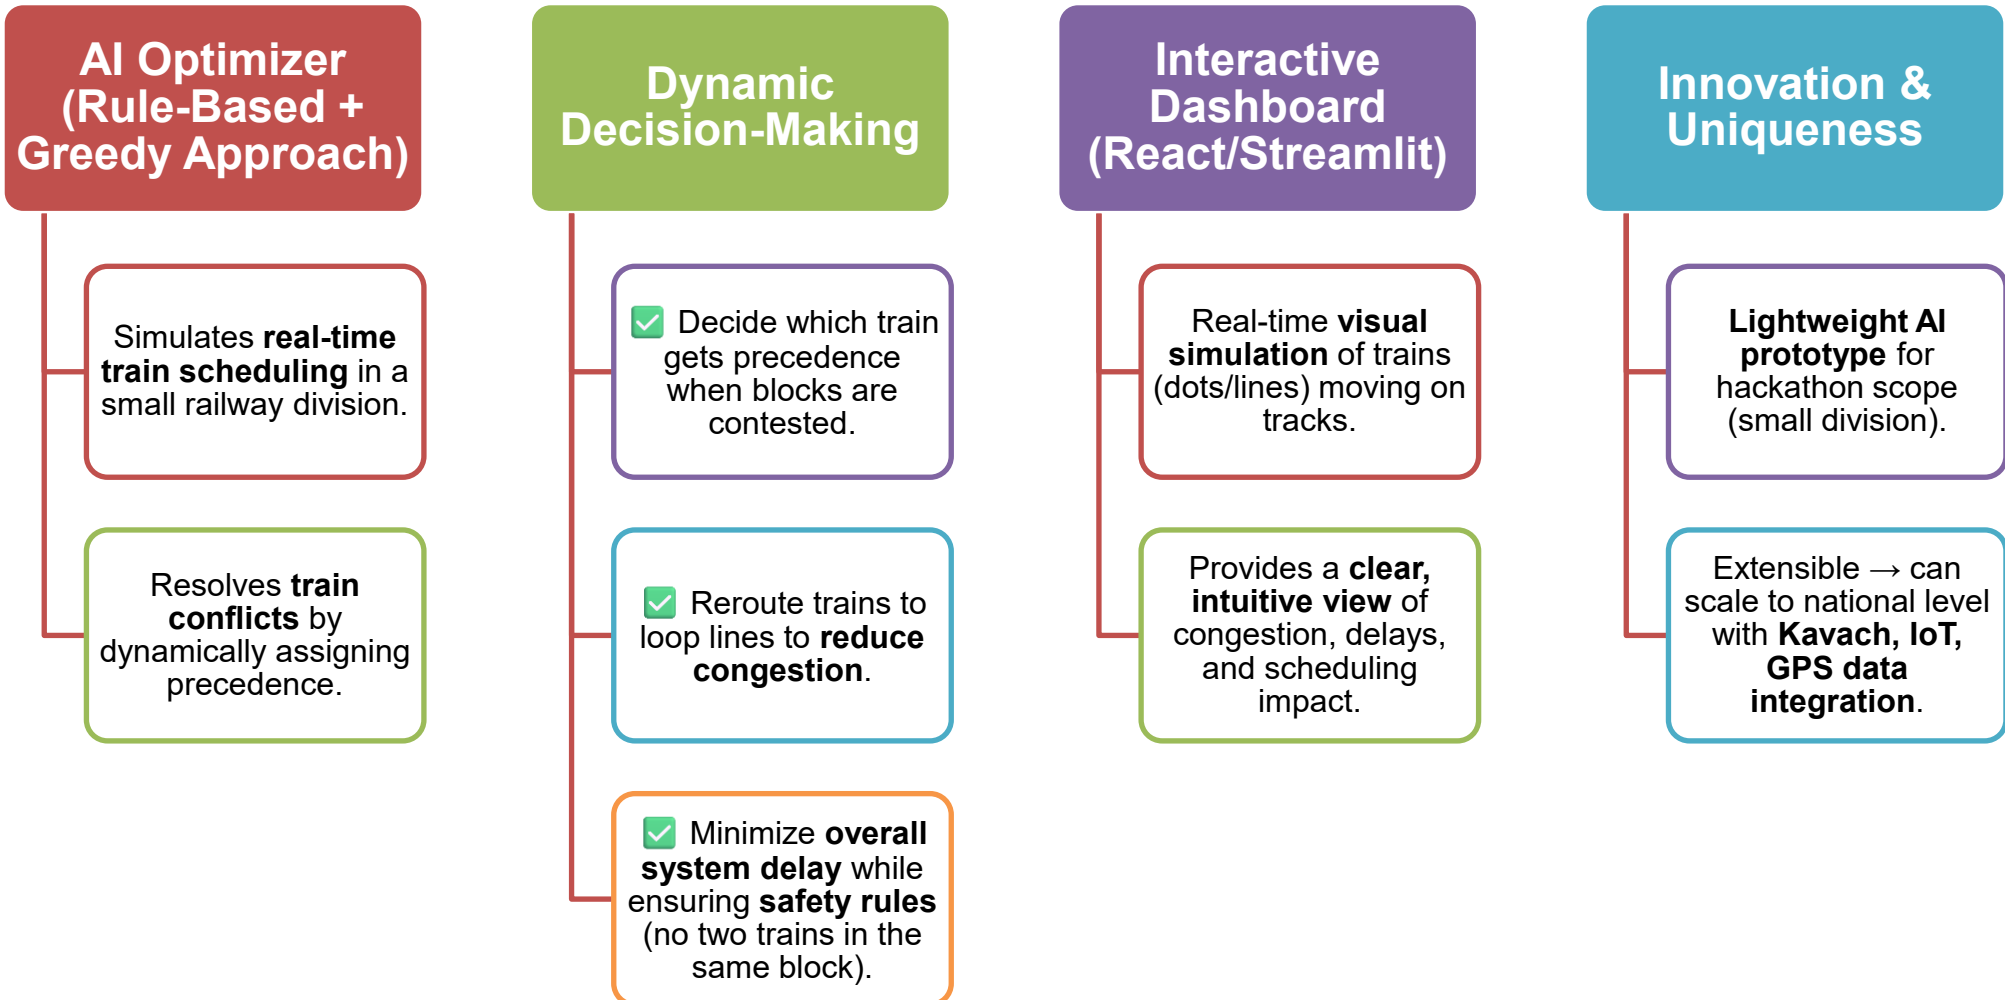 AI Optimizer
(Rule-Based +
Greedy Approach)
Simulates real-time
train scheduling in a
small railway division.
Resolves train
conflicts by
dynamically assigning
precedence.
Dynamic
Decision-Making
✅ Decide which train
gets precedence
when blocks are
contested.
✅ Reroute trains to
loop lines to reduce
congestion.
✅ Minimize overall
system delay while
ensuring safety rules
(no two trains in the
same block).
Interactive
Dashboard
(React/Streamlit)
Real-time visual
simulation of trains
(dots/lines) moving on
tracks.
Provides a clear,
intuitive view of
congestion, delays,
and scheduling
impact.
Innovation &
Uniqueness
Lightweight AI
prototype for
hackathon scope
(small division).
Extensible → can
scale to national level
with Kavach, IoT,
GPS data
integration.